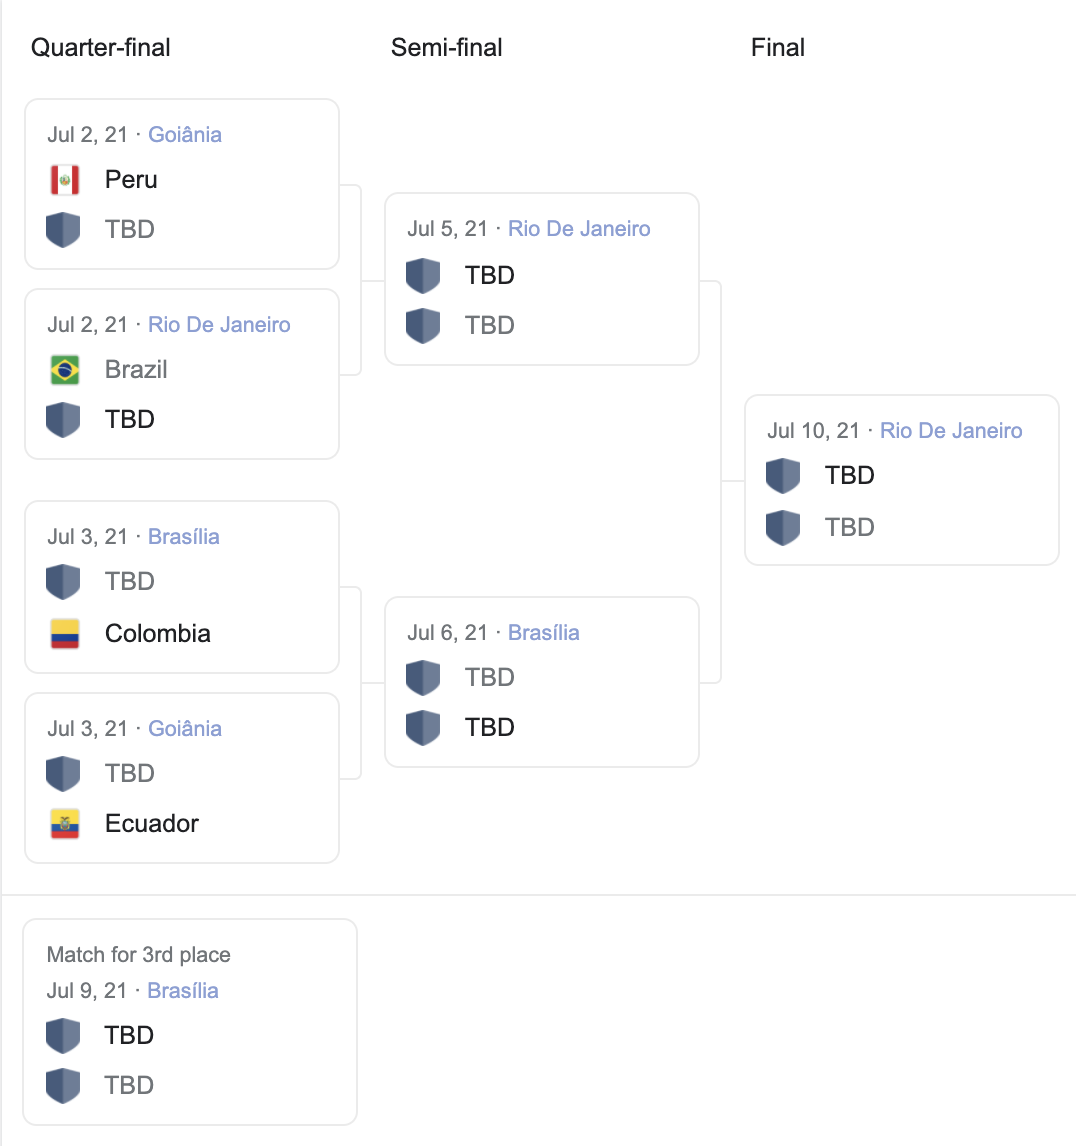 Quarter-final
Semi-final
Final
Jul 2, 21 · Goiânia
Peru
TBD
Jul 2, 21 · Rio De Janeiro
Brazil
TBD
Jul 3, 21 · Brasília
TBD
Colombia
Jul 3, 21 · Goiânia
TBD
Ecuador
Jul 5, 21 · Rio De Janeiro
TBD
TBD
Jul 6, 21 · Brasília
TBD
TBD
Jul 10, 21 · Rio De Janeiro
TBD
TBD
Match for 3rd place
Jul 9, 21 · Brasília
TBD
TBD